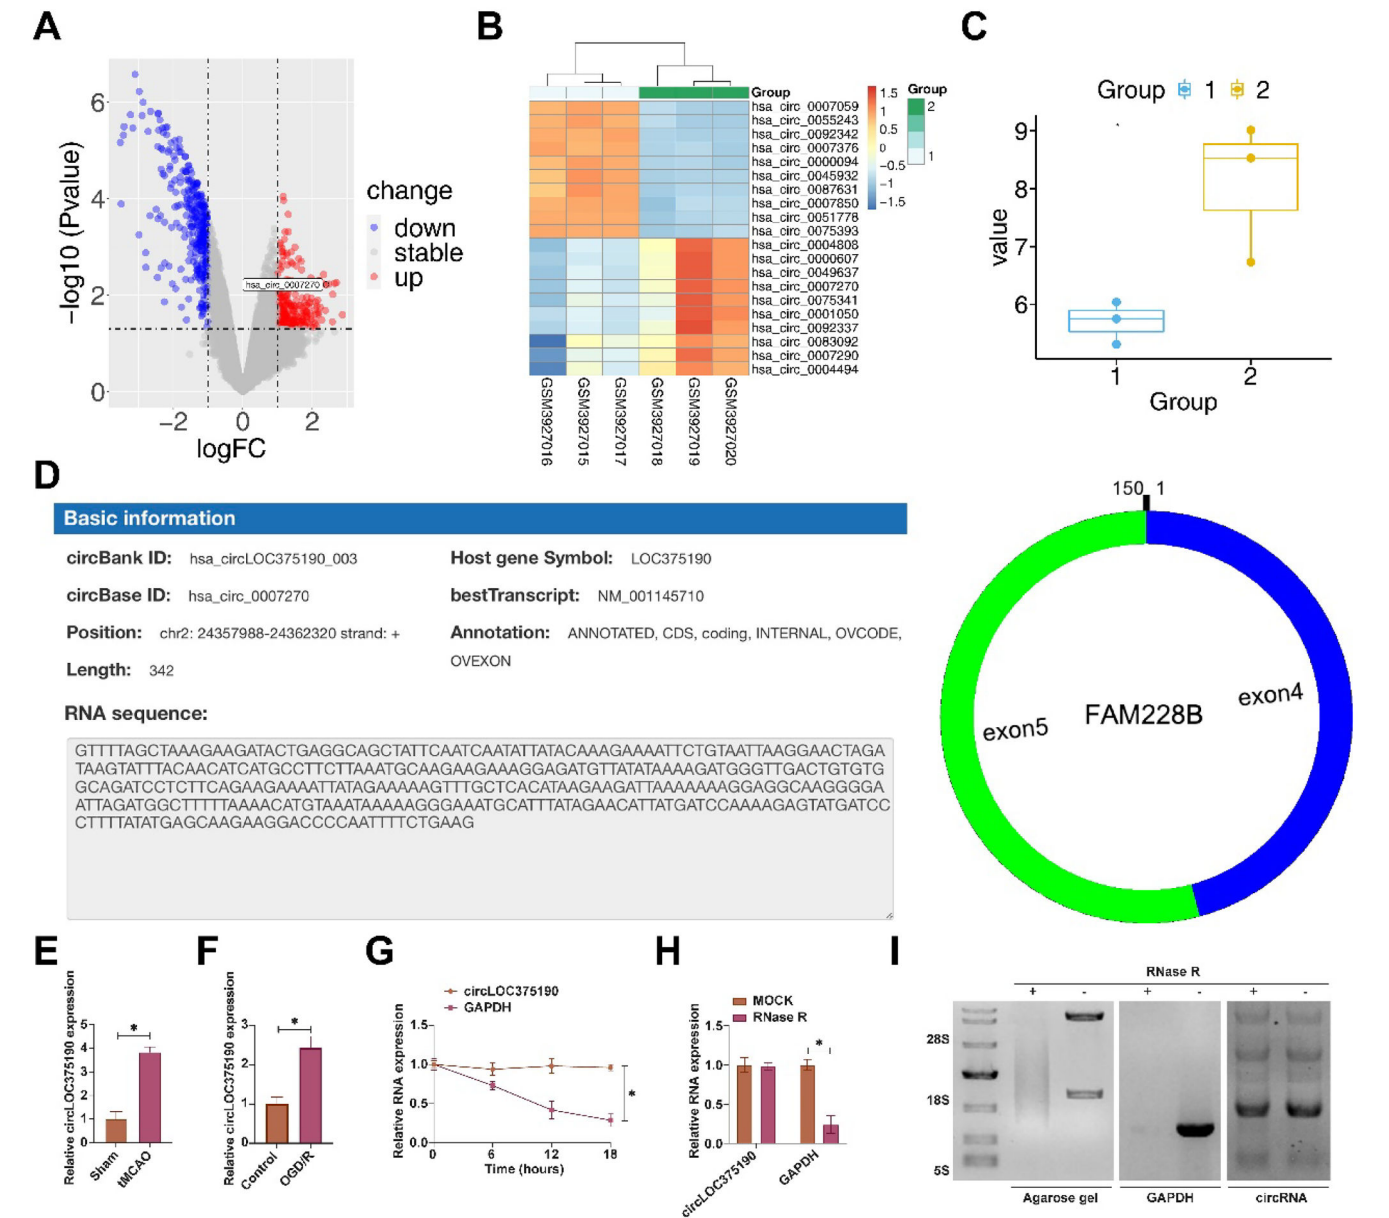 A
6
4
2
0
−log10 (Pvalue)
−2
0
2
logFC
hsa_circ_0007270
change
down
stable
up
B
Group
hsa_circ_0007059
hsa_circ_0055243
hsa_circ_0092342
hsa_circ_0007376
hsa_circ_0000094
hsa_circ_0045932
hsa_circ_0087631
hsa_circ_0007850
hsa_circ_0051778
hsa_circ_0075393
hsa_circ_0004808
hsa_circ_0000607
hsa_circ_0049637
hsa_circ_0007270
hsa_circ_0075341
hsa_circ_0001050
hsa_circ_0092337
hsa_circ_0083092
hsa_circ_0007290
hsa_circ_0004494
GSM3927016
GSM3927015
GSM3927017
GSM3927018
GSM3927019
GSM3927020
1.5
1
0.5
0
−0.5
−1
−1.5
Group
2
1
C
Group 1 2
9
8
7
6
value
1
2
Group
D
Basic information
circBank ID: hsa_circLOC375190_003
Host gene Symbol: LOC375190
circBase ID: hsa_circ_0007270
bestTranscript: NM_001145710
Position: chr2: 24357988-24362320 strand: +
Annotation: ANNOTATED, CDS, coding, INTERNAL, OVCODE,
OVEXON
Length: 342
RNA sequence:
GTTTTAGCTAAAGAAGATACTGAGGCAGCTATTCAATCAATATTATACAAAGAAAATTCTGTAATTAAGGAACTAGA
TAAGTATTTACAACATCATGCCTTCTTAAATGCAAGAAGAAAGGAGATGTTATATAAAAGATGGGTTGACTGTGTG
GCAGATCCTCTTCAGAAGAAAATTATAGAAAAAGTTTGCTCACATAAGAAGATTAAAAAAAGGAGGCAAGGGGA
ATTAGATGGCTTTTTAAAACATGTAAATAAAAAGGGAAATGCATTTATAGAACATTATGATCCAAAAGAGTATGATCC
CTTTTATATGAGCAAGAAGGACCCCAATTTTCTGAAG
150 1
exon5
FAM228B
exon4
E
Relative circLOC375190 expression
5
4
3
2
1
0
*
Sham
tMCAO
F
Relative circLOC375190 expression
3
2
1
0
*
Control
OGD/R
G
circLOC375190
GAPDH
Relative RNA expression
1.5
1.0
0.5
0.0
0
6
12
18
Time (hours)
*
H
MOCK
RNase R
Relative RNA expression
1.5
1.0
0.5
0.0
*
circLOC375190
GAPDH
I
RNase R
+ - + - + -
28S
18S
5S
Agarose gel
GAPDH
circRNA